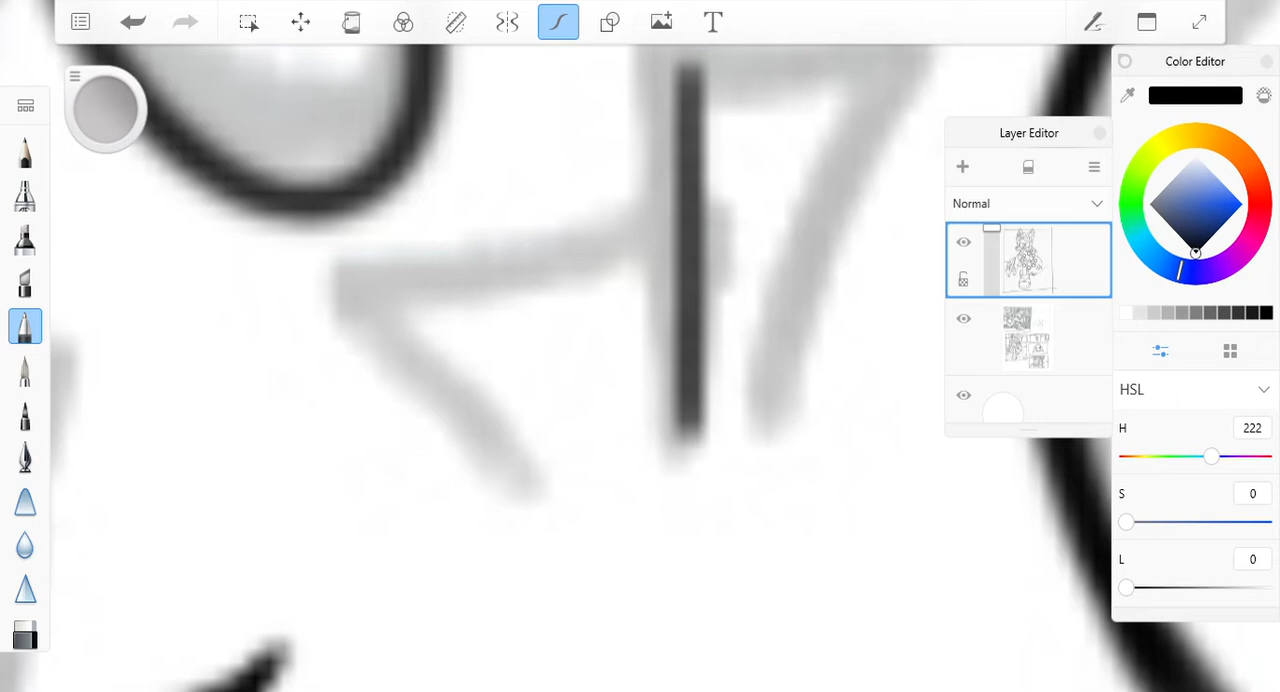 T
Color Editor
Layer Editor
Normal
HSL
H 222
S 0
L 0